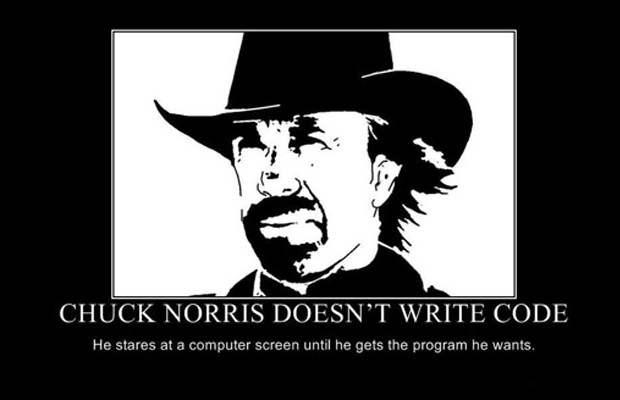 CHUCK NORRIS DOESN'T WRITE CODE
He stares at a computer screen until he gets the program he wants.